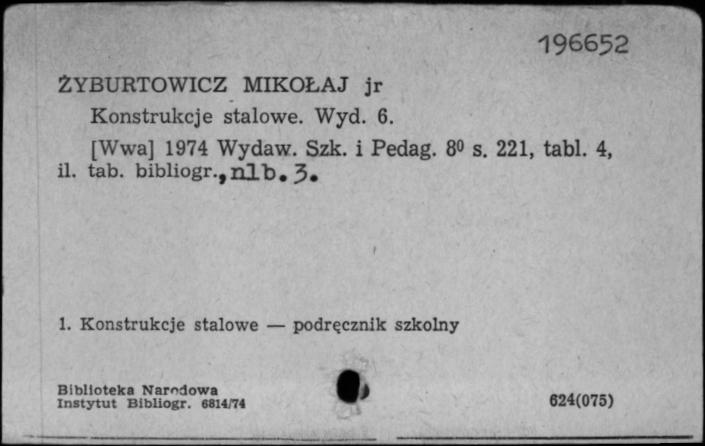 196652
ŻYBURTOWICZ MIKOŁAJ jr
Konstrukcje stalowe. Wyd. 6.
[Wwa] 1974 Wydaw. Szk. i Pedag. 8⁰ s. 221, tabl. 4,
il. tab. bibliogr., nlb. 3.
1. Konstrukcje stalowe — podręcznik szkolny
Biblioteka Narodowa
Instytut Bibliogr. 6814/74
624(075)